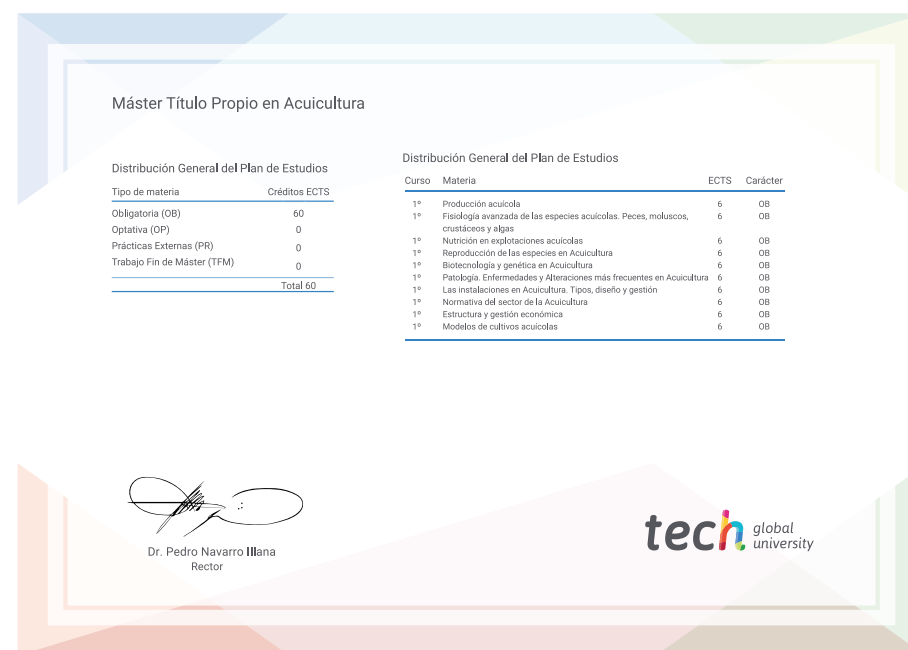 Máster Título Propio en Acuicultura
Distribución General del Plan de Estudios
Tipo de materia Créditos ECTS
Obligatoria (OB) 60
Optativa (OP) 0
Prácticas Externas (PR) 0
Trabajo Fin de Máster (TFM) 0
Total 60
Distribución General del Plan de Estudios
Curso Materia ECTS Carácter
1º Producción acuícola 6 OB
1º Fisiología avanzada de las especies acuícolas. Peces, moluscos, 6 OB
crustáceos y algas
1º Nutrición en explotaciones acuícolas 6 OB
1º Reproducción de las especies en Acuicultura 6 OB
1º Biotecnología y genética en Acuicultura 6 OB
1º Patología. Enfermedades y Alteraciones más frecuentes en Acuicultura 6 OB
1º Las instalaciones en Acuicultura. Tipos, diseño y gestión 6 OB
1º Normativa del sector de la Acuicultura 6 OB
1º Estructura y gestión económica 6 OB
1º Modelos de cultivos acuícolas 6 OB
Dr. Pedro Navarro Illana
Rector
tech global
university